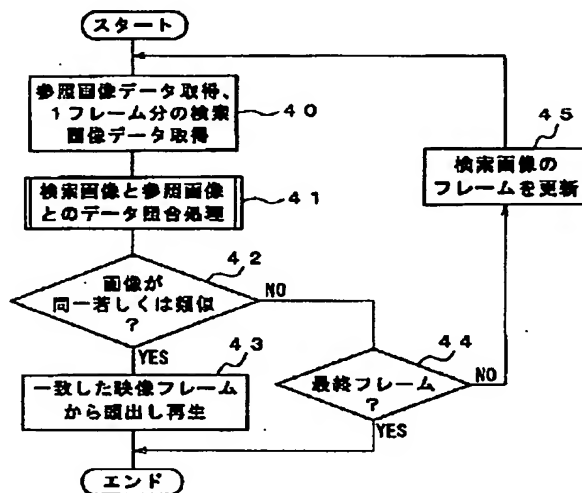 スタート
参照画像データ取得、
1フレーム分の検索
画像データ取得
40
45
検索画像の
フレームを更新
検索画像と参照画像
とのデータ照合処理
41
42
画像が
同一若しくは類似
?
NO
YES
43
44
一致した映像フレーム
から頭出し再生
最終フレーム
?
NO
YES
エンド